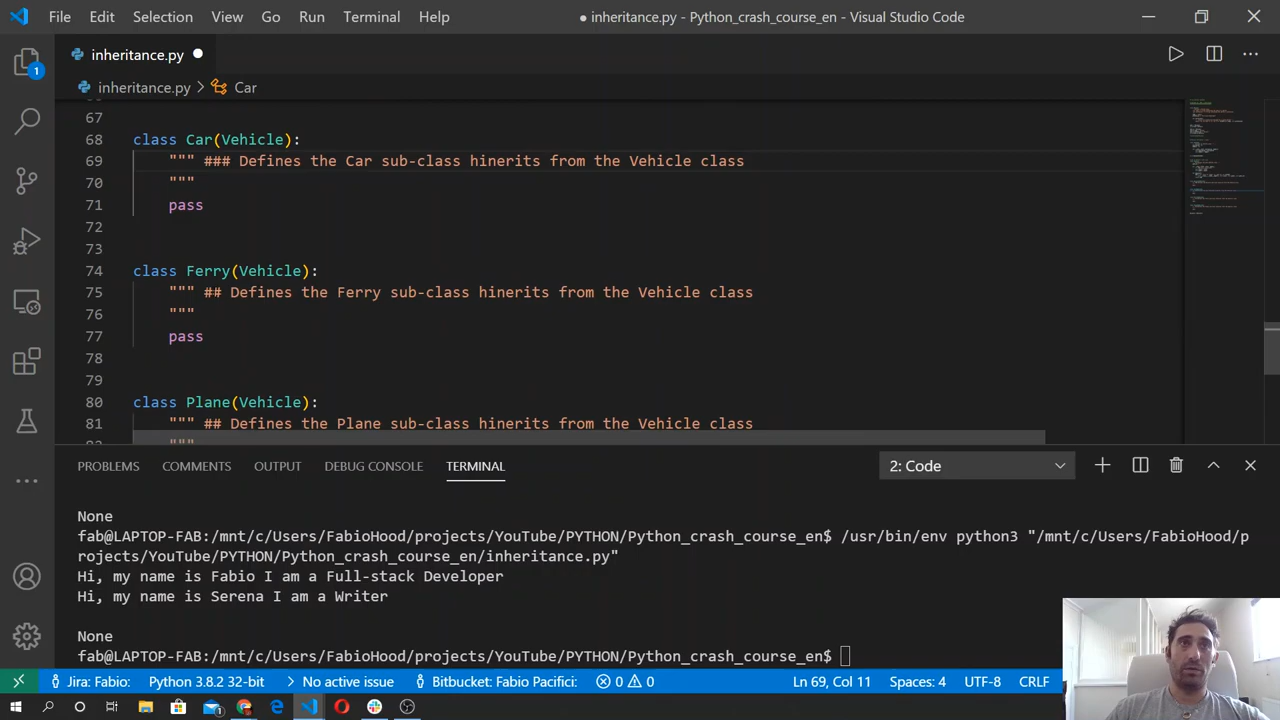 File Edit Selection View Go Run Terminal Help
● inheritance.py - Python_crash_course_en - Visual Studio Code
1
inheritance.py
inheritance.py > Car
67
68 class Car(Vehicle):
69 """ ### Defines the Car sub-class hinerits from the Vehicle class
70 """
71 pass
72
73
74 class Ferry(Vehicle):
75 """ ## Defines the Ferry sub-class hinerits from the Vehicle class
76 """
77 pass
78
79
80 class Plane(Vehicle):
81 """ ## Defines the Plane sub-class hinerits from the Vehicle class
"""
PROBLEMS COMMENTS OUTPUT DEBUG CONSOLE TERMINAL 2: Code
None
fab@LAPTOP-FAB:/mnt/c/Users/FabioHood/projects/YouTube/PYTHON/Python_crash_course_en$ /usr/bin/env python3 "/mnt/c/Users/FabioHood/p
rojects/YouTube/PYTHON/Python_crash_course_en/inheritance.py"
Hi, my name is Fabio I am a Full-stack Developer
Hi, my name is Serena I am a Writer
None
fab@LAPTOP-FAB:/mnt/c/Users/FabioHood/projects/YouTube/PYTHON/Python_crash_course_en$
Jira: Fabio: Python 3.8.2 32-bit No active issue Bitbucket: Fabio Pacifici: 0 0 Ln 69, Col 11 Spaces: 4 UTF-8 CRLF